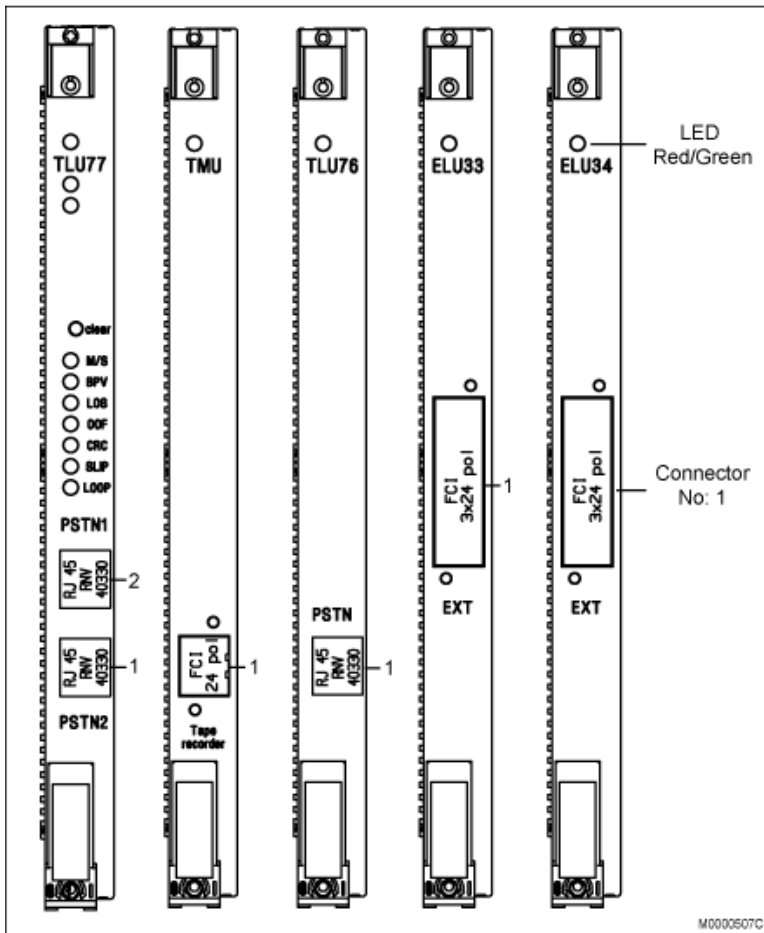 TLU77
clear
M/S
BPV
LOS
OOF
CRC
SLIP
LOOP
PSTN1
RJ 45
RNV
40330
2
RJ 45
RNV
40330
1
PSTN2
TMU
FCI
24 pol
1
Tape
recorder
TLU76
PSTN
RJ 45
RNV
40330
1
ELU33
FCI
3x24 pol
1
EXT
ELU34
FCI
3x24 pol
EXT
LED
Red/Green
Connector
No: 1
M0000507C